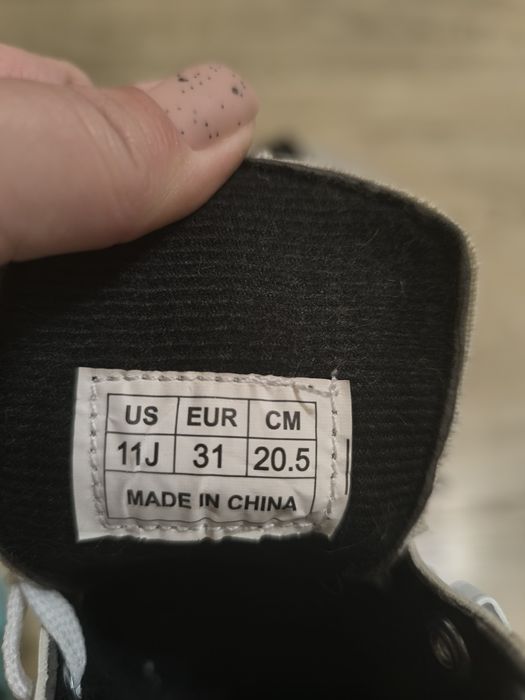 US EUR CM
11J 31 20.5
MADE IN CHINA